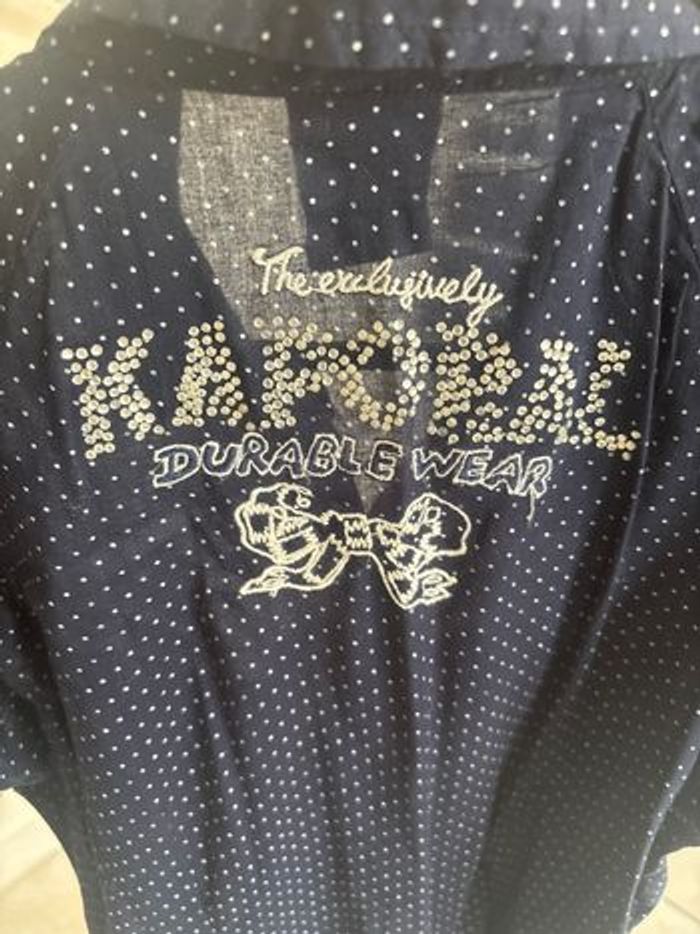 The exclusively
KAPORAL
DURABLE WEAR